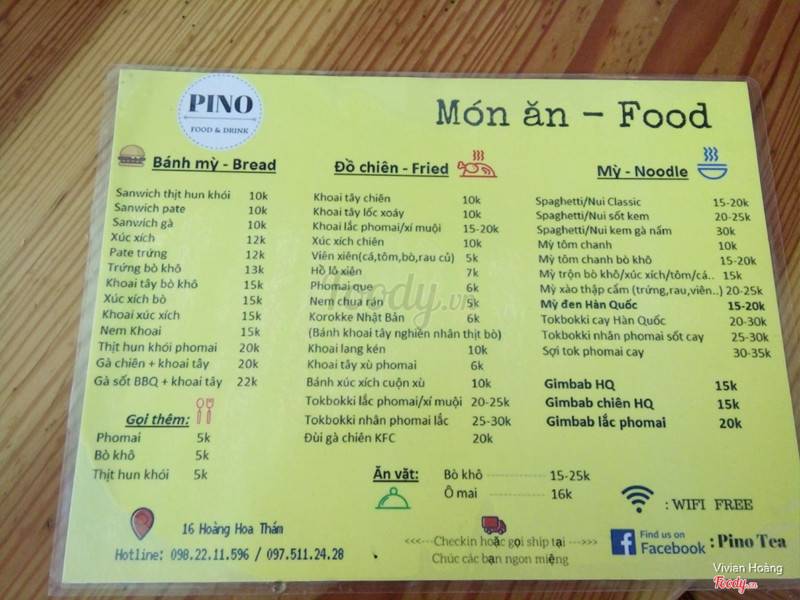 PINO
FOOD & DRINK
Món ăn - Food
Bánh mỳ - Bread
Sanwich thịt hun khói 10k
Sanwich pate 10k
Sanwich gà 10k
Xúc xích 12k
Pate trứng 12k
Trứng bò khô 13k
Khoai tây bò khô 15k
Xúc xích bò 15k
Khoai xúc xích 15k
Nem Khoai 15k
Thịt hun khói phomai 20k
Gà chiên + khoai tây 20k
Gà sốt BBQ + khoai tây 22k
Gọi thêm:
Phomai 5k
Bò khô 5k
Thịt hun khói 5k
Đồ chiên - Fried
Khoai tây chiên 10k
Khoai tây lốc xoáy 10k
Khoai lắc phomai/xí muội 15-20k
Xúc xích chiên 10k
Viên xiên(cá,tôm,bò,rau củ) 5k
Hồ lô xiên 7k
Phomai que 6k
Nem chua rán 5k
Korokke Nhật Bản 6k
(Bánh khoai tây nghiền nhân thịt bò)
Khoai lang kén 10k
Khoai tây xù phomai 6k
Bánh xúc xích cuộn xù 10k
Tokbokki lắc phomai/xí muội 20-25k
Tokbokki nhân phomai lắc 25-30k
Đùi gà chiên KFC 20k
Mỳ - Noodle
Spaghetti/Nui Classic 15-20k
Spaghetti/Nui sốt kem 20-25k
Spaghetti/Nui kem gà nấm 30k
Mỳ tôm chanh 10k
Mỳ tôm chanh bò khô 15-20k
Mỳ trộn bò khô/xúc xích/tôm/cá.. 15k
Mỳ xào thập cẩm (trứng,rau,viên..) 20-25k
Mỳ đen Hàn Quốc 15-20k
Tokbokki cay Hàn Quốc 20-30k
Tokbokki nhân phomai sốt cay 25-30k
Sợi tok phomai cay 30-35k
Gimbab HQ 15k
Gimbab chiên HQ 15k
Gimbab lắc phomai 20k
Ăn vặt:
Bò khô 15-25k
Ô mai 16k
: WIFI FREE
16 Hoàng Hoa Thám
Hotline: 098.22.11.596 / 097.511.24.28
<---Checkin hoặc gọi ship tại --->>>
Chúc các bạn ngon miệng
Find us on
Facebook : Pino Tea
Foody.vn
Vivian Hoàng
Foody.vn